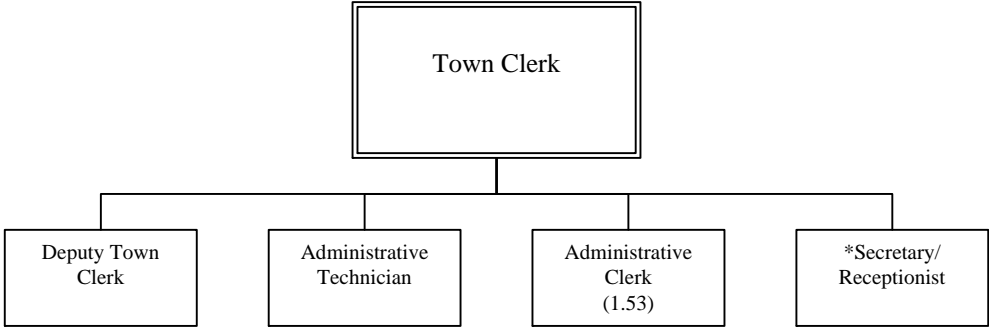 Town Clerk
Deputy Town
Clerk
Administrative
Technician
Administrative
Clerk
(1.53)
*Secretary/
Receptionist